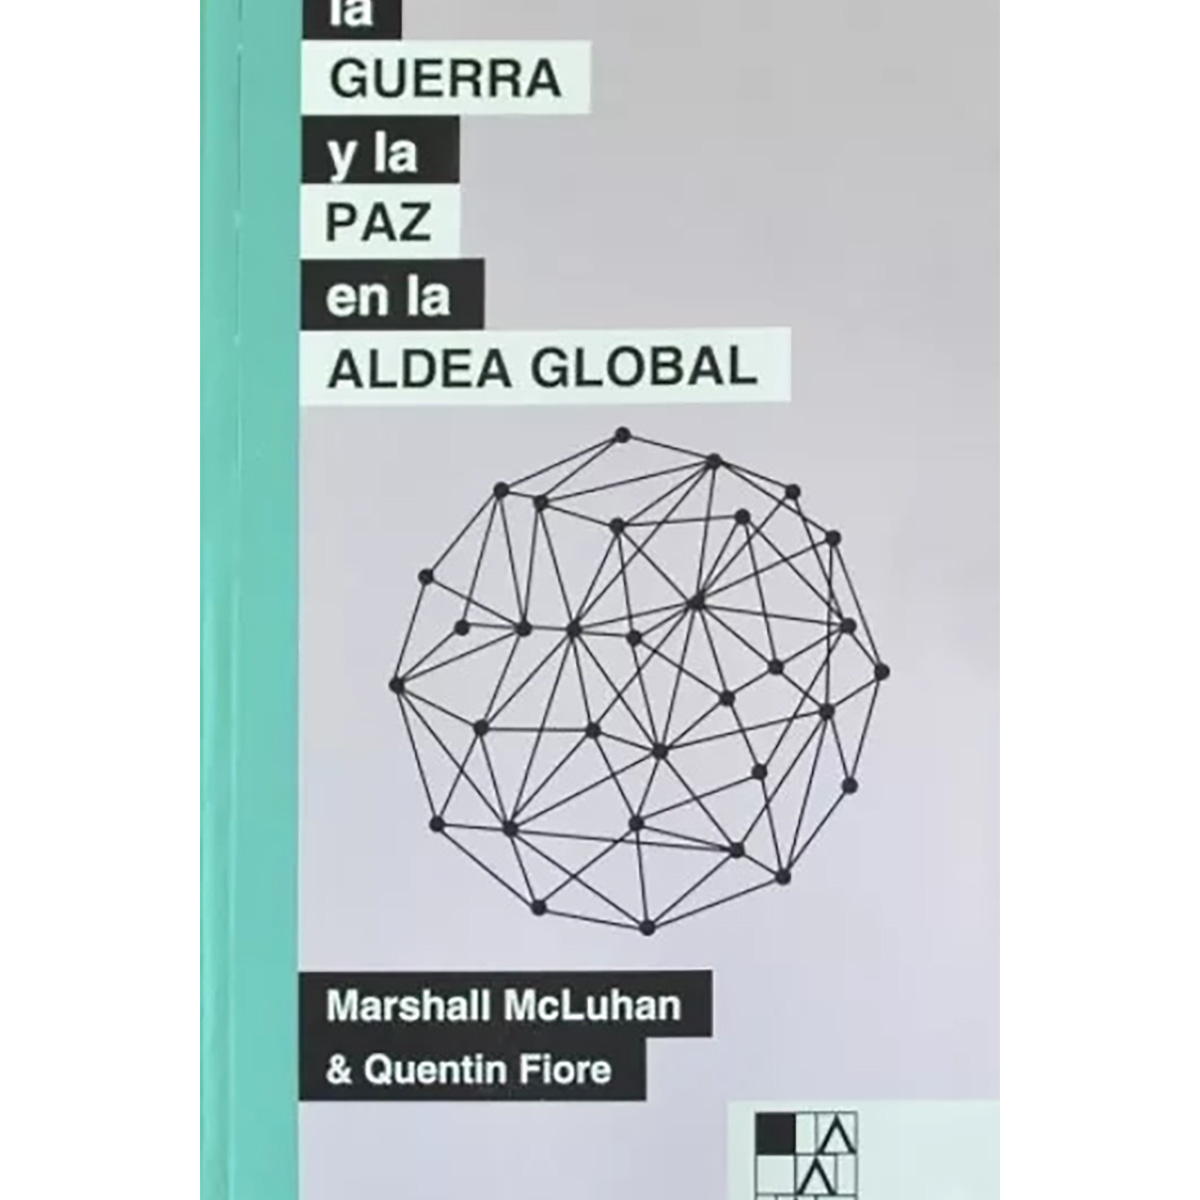 la
GUERRA
y la
PAZ
en la
ALDEA GLOBAL
Marshall McLuhan
& Quentin Fiore